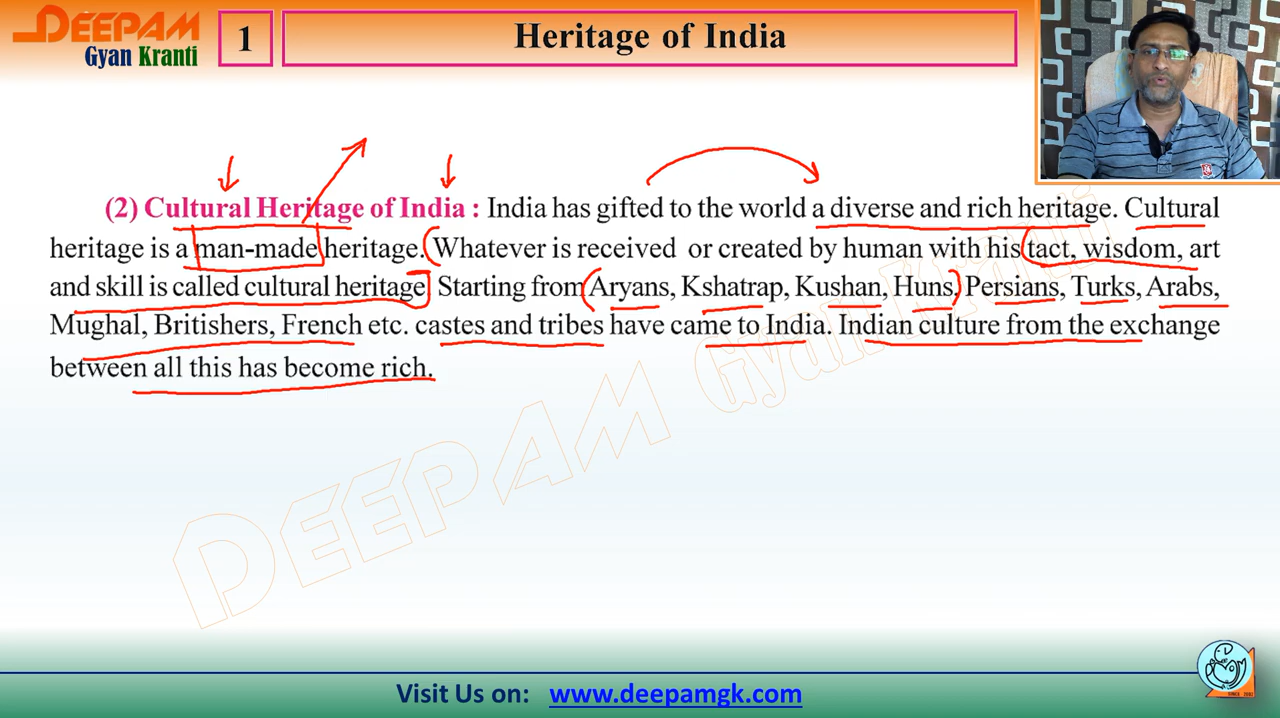 DEEPAM
Gyan Kranti
1
Heritage of India
(2) Cultural Heritage of India : India has gifted to the world a diverse and rich heritage. Cultural
heritage is a man-made heritage. Whatever is received or created by human with his tact, wisdom, art
and skill is called cultural heritage Starting from Aryans, Kshatrap, Kushan, Huns, Persians, Turks, Arabs,
Mughal, Britishers, French etc. castes and tribes have came to India. Indian culture from the exchange
between all this has become rich.
DEEPAM Gyan Kranti
Visit Us on: www.deepamgk.com